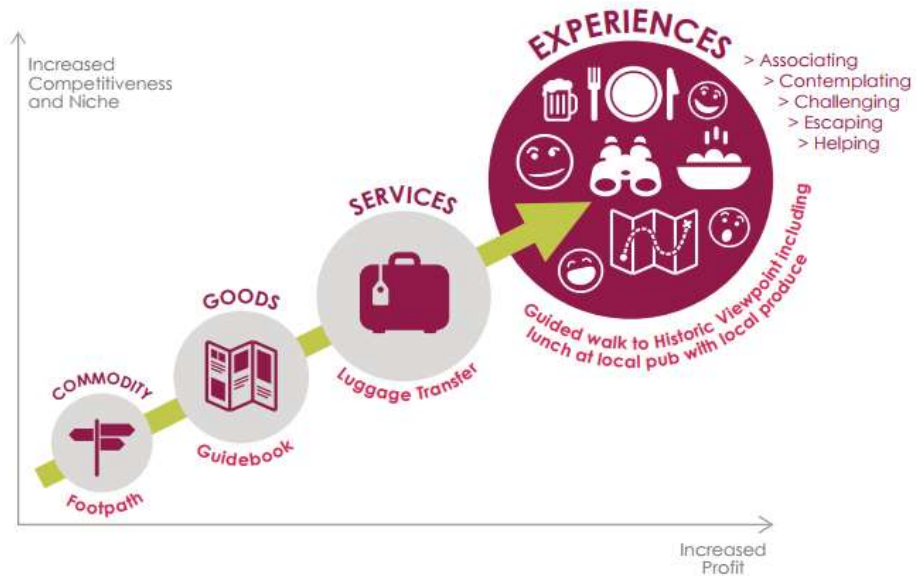 Increased
Competitiveness
and Niche
EXPERIENCES
> Associating
> Contemplating
> Challenging
> Escaping
> Helping
SERVICES
GOODS
COMMODITY
Footpath
Guidebook
Luggage Transfer
Guided walk to Historic Viewpoint including
lunch at local pub with local produce
Increased
Profit